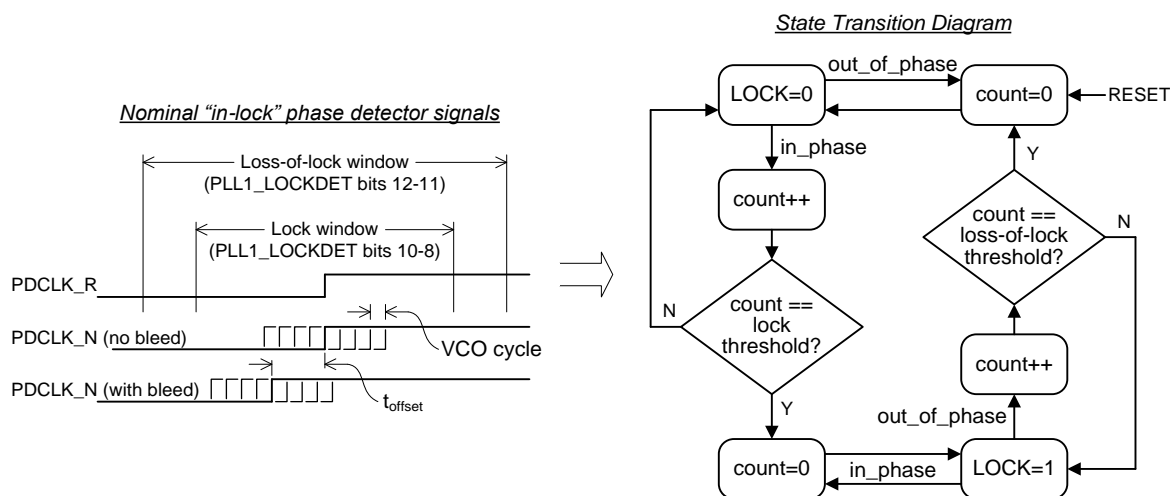 State Transition Diagram
Nominal “in-lock” phase detector signals
Loss-of-lock window
(PLL1_LOCKDET bits 12-11)
Lock window
(PLL1_LOCKDET bits 10-8)
PDCLK_R
PDCLK_N (no bleed)
VCO cycle
PDCLK_N (with bleed)
toffset
LOCK=0
out_of_phase
count=0
RESET
in_phase
count++
Y
count ==
loss-of-lock
threshold?
N
N
count ==
lock
threshold?
count++
Y
out_of_phase
count=0
in_phase
LOCK=1